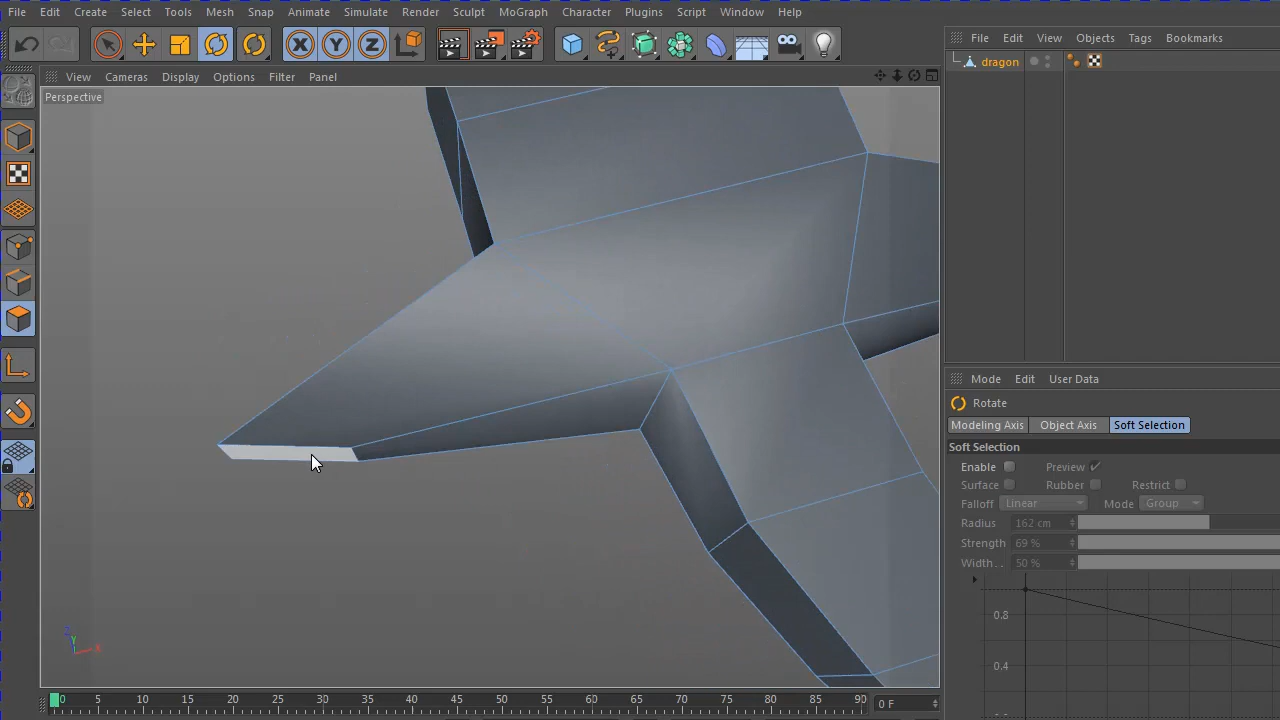 File Edit Create Select Tools Mesh Snap Animate Simulate Render Sculpt MoGraph Character Plugins Script Window Help
X Y Z
File Edit View Objects Tags Bookmarks
dragon
View Cameras Display Options Filter Panel
Perspective
Mode Edit User Data
Rotate
Modeling Axis Object Axis Soft Selection
Soft Selection
Enable Preview
Surface Rubber Restrict
Falloff Linear Mode Group
Radius 162 cm
Strength 69 %
Width . . 50 %
0.8
0.4
Y
X
0 5 10 15 20 25 30 35 40 45 50 55 60 65 70 75 80 85 90 0 F